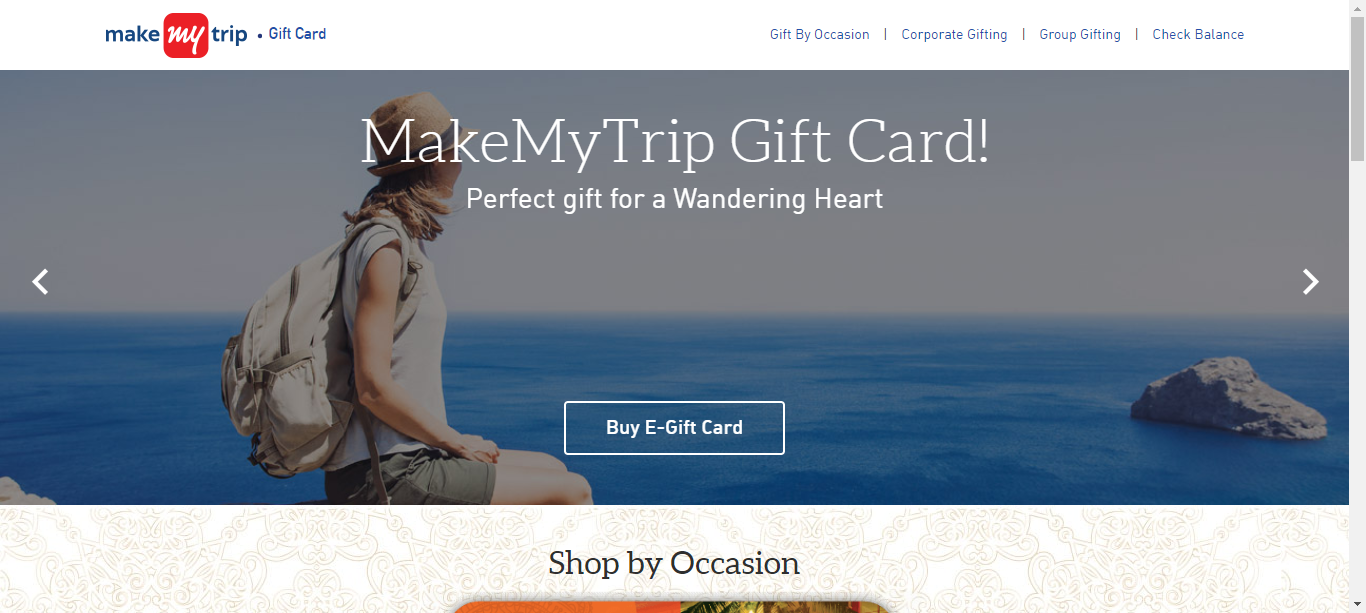 make my trip • Gift Card
Gift By Occasion | Corporate Gifting | Group Gifting | Check Balance
MakeMyTrip Gift Card!
Perfect gift for a Wandering Heart
Buy E-Gift Card
Shop by Occasion